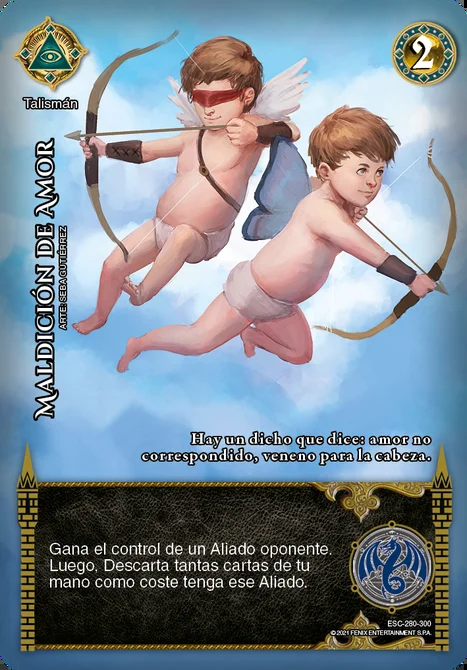 Talismán
2
MALDICIÓN DE AMOR
ARTE: SEBA GUTIÉRREZ
Hay un dicho que dice: amor no
correspondido, veneno para la cabeza.
Gana el control de un Aliado oponente.
Luego, Descarta tantas cartas de tu
mano como coste tenga ese Aliado.
ESC-280-300
©2021 FENIX ENTERTAINMENT S.P.A.